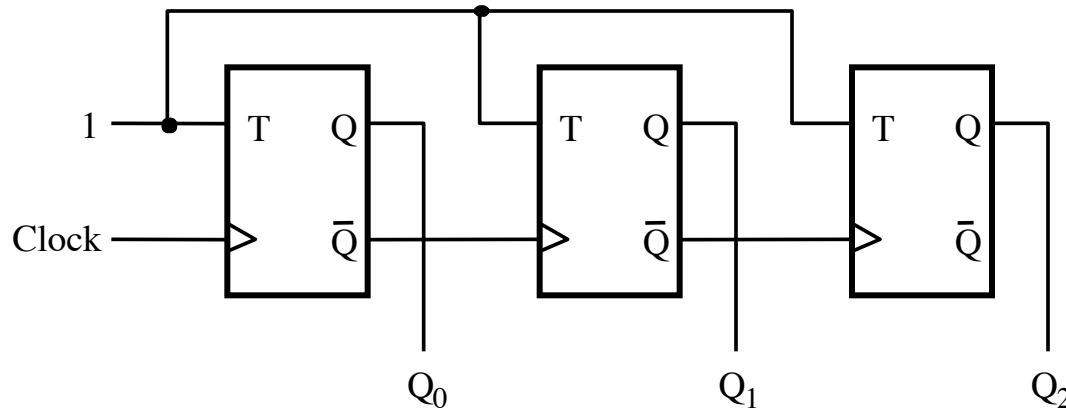 1 T Q T Q T Q
Clock Q̅ Q̅ Q̅
Q₀ Q₁ Q₂